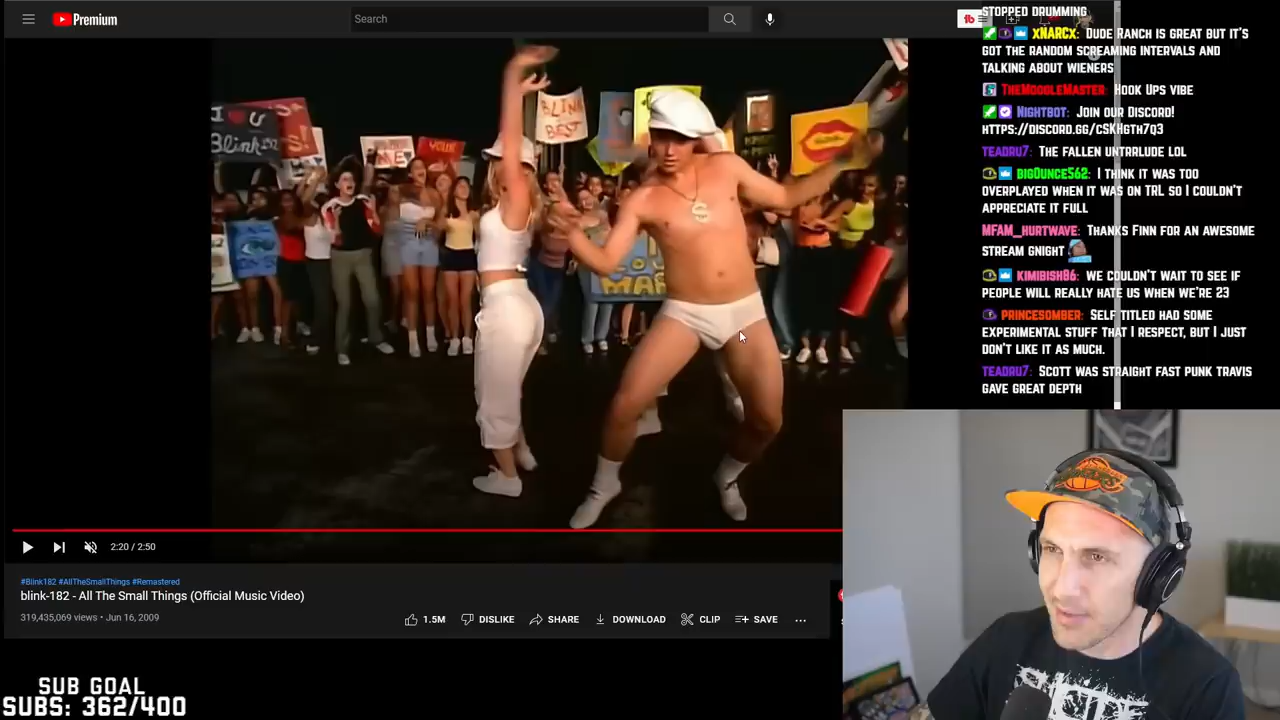 Premium
Search
STOPPED DRUMMING
XNARCX: DUDE RANCH IS GREAT BUT IT'S
GOT THE RANDOM SCREAMING INTERVALS AND
TALKING ABOUT WIENERS
THEMOOGLEMASTER: HOOK UPS VIBE
NIGHTBOT: JOIN OUR DISCORD!
TEADRU7: THE FALLEN UNTRRLUDE LOL
BIGOUNCE562: I THINK IT WAS TOO
OVERPLAYED WHEN IT WAS ON TRL SO I COULDN'T
APPRECIATE IT FULL
MFAM_HURTWAVE: THANKS FINN FOR AN AWESOME
STREAM GNIGHT
KIMIBISH86: WE COULDN'T WAIT TO SEE IF
PEOPLE WILL REALLY HATE US WHEN WE'RE 23
PRINCESOMBER: SELF TITLED HAD SOME
EXPERIMENTAL STUFF THAT I RESPECT, BUT I JUST
DON'T LIKE IT AS MUCH.
TEADRU7: SCOTT WAS STRAIGHT FAST PUNK TRAVIS
GAVE GREAT DEPTH
I U
Blink
BLINK
BEST
ME
YOUR
2:20 / 2:50
#Blink182 #AllTheSmallThings #Remastered
blink-182 - All The Small Things (Official Music Video)
319,435,069 views • Jun 16, 2009
1.5M DISLIKE SHARE DOWNLOAD CLIP SAVE
SUB GOAL
SUBS: 362/400